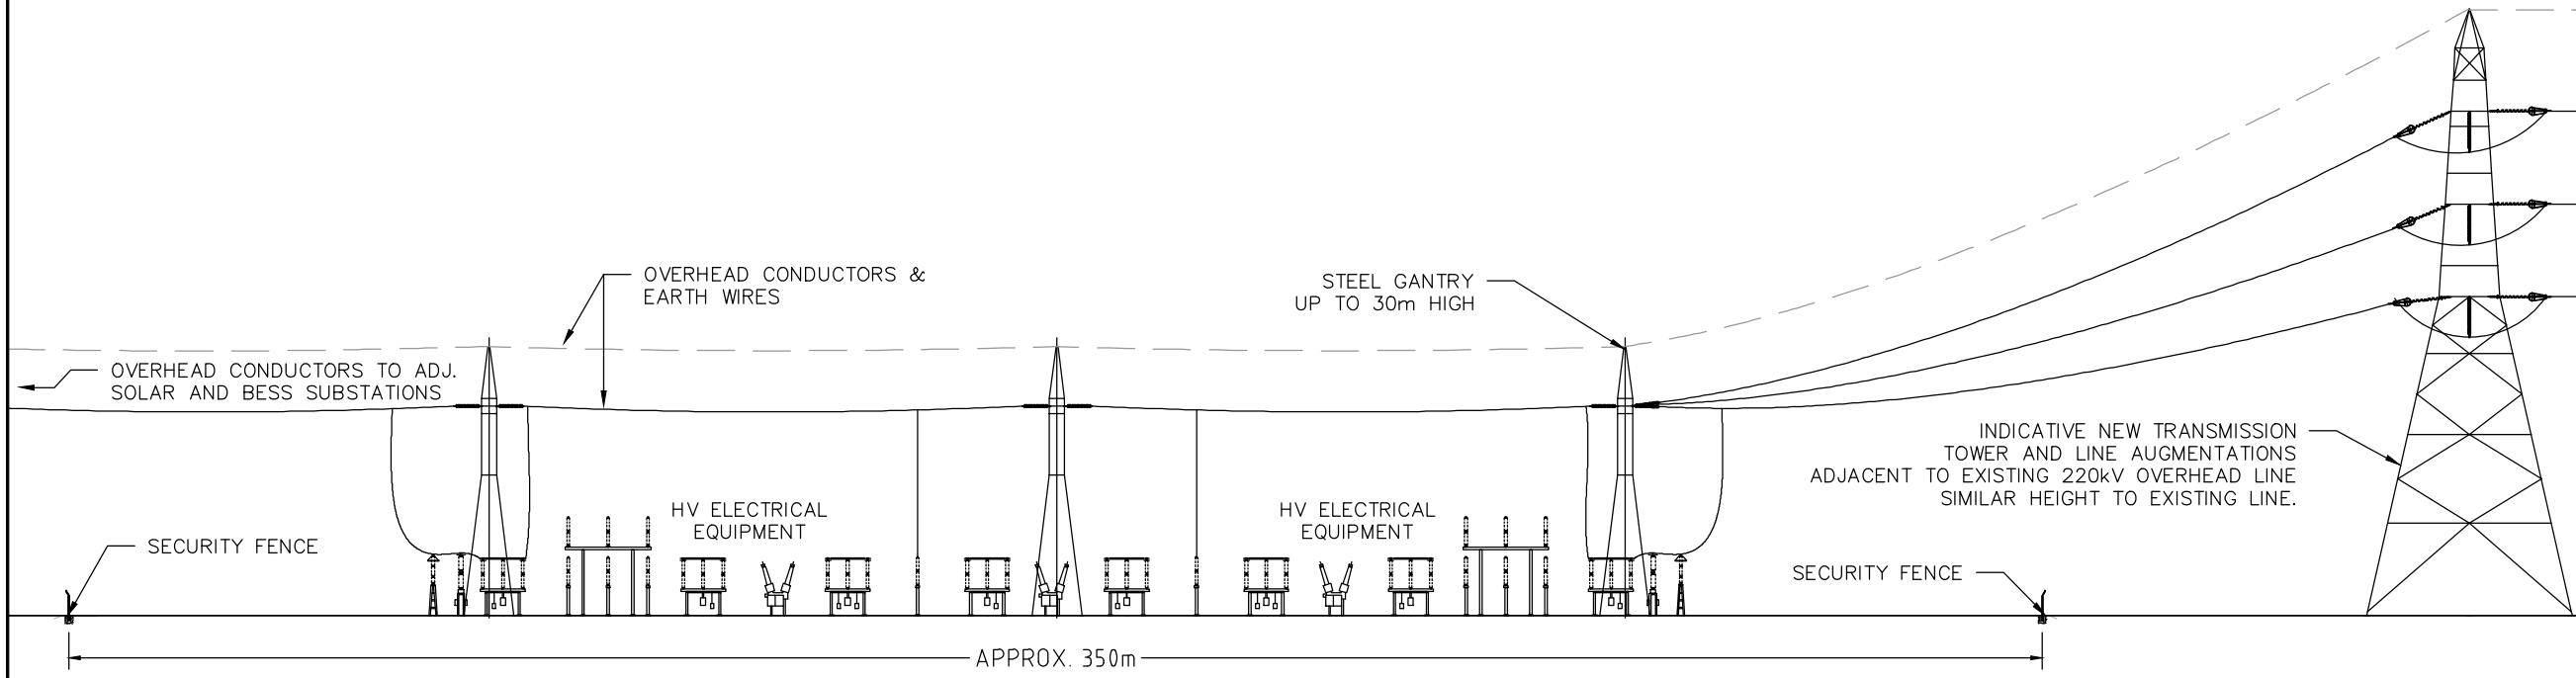 OVERHEAD CONDUCTORS &
EARTH WIRES
STEEL GANTRY
UP TO 30m HIGH
OVERHEAD CONDUCTORS TO ADJ.
SOLAR AND BESS SUBSTATIONS
INDICATIVE NEW TRANSMISSION
TOWER AND LINE AUGMENTATIONS
ADJACENT TO EXISTING 220kV OVERHEAD LINE
SIMILAR HEIGHT TO EXISTING LINE.
HV ELECTRICAL
EQUIPMENT
HV ELECTRICAL
EQUIPMENT
SECURITY FENCE
SECURITY FENCE
APPROX. 350m